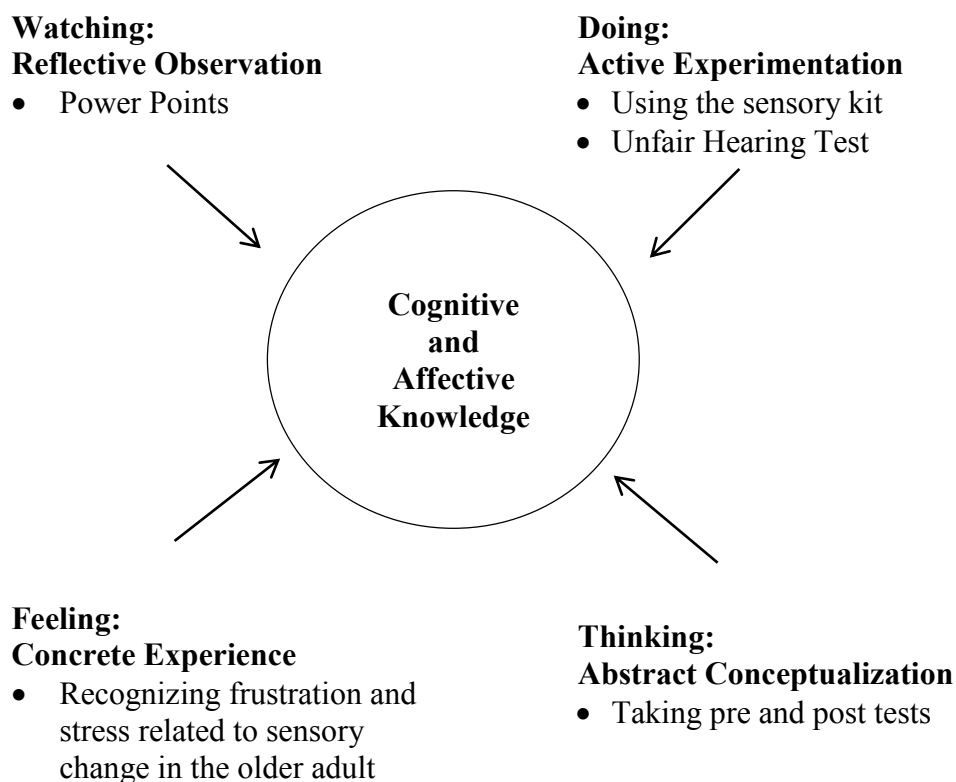 Watching:
Reflective Observation
• Power Points
Doing:
Active Experimentation
• Using the sensory kit
• Unfair Hearing Test
Cognitive
and
Affective
Knowledge
Feeling:
Concrete Experience
• Recognizing frustration and
stress related to sensory
change in the older adult
Thinking:
Abstract Conceptualization
• Taking pre and post tests